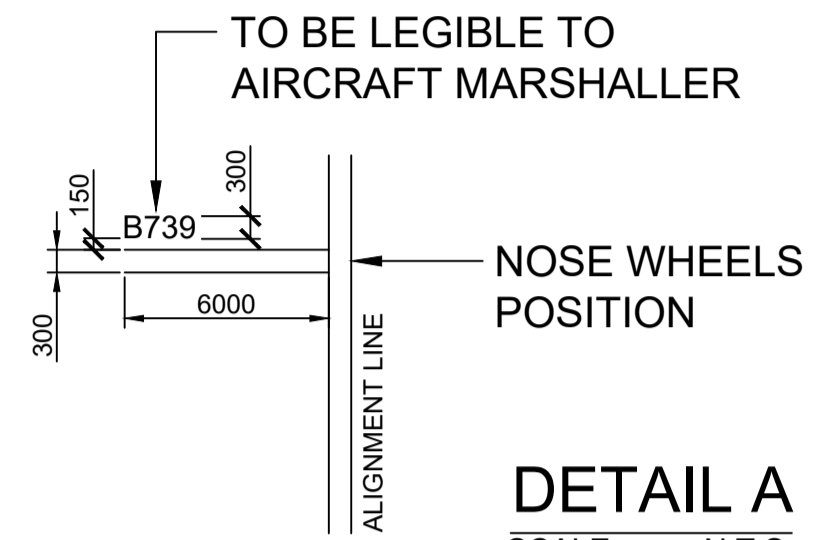 TO BE LEGIBLE TO
AIRCRAFT MARSHALLER
150
300
B739
300
6000
NOSE WHEELS
POSITION
ALIGNMENT LINE
DETAIL A